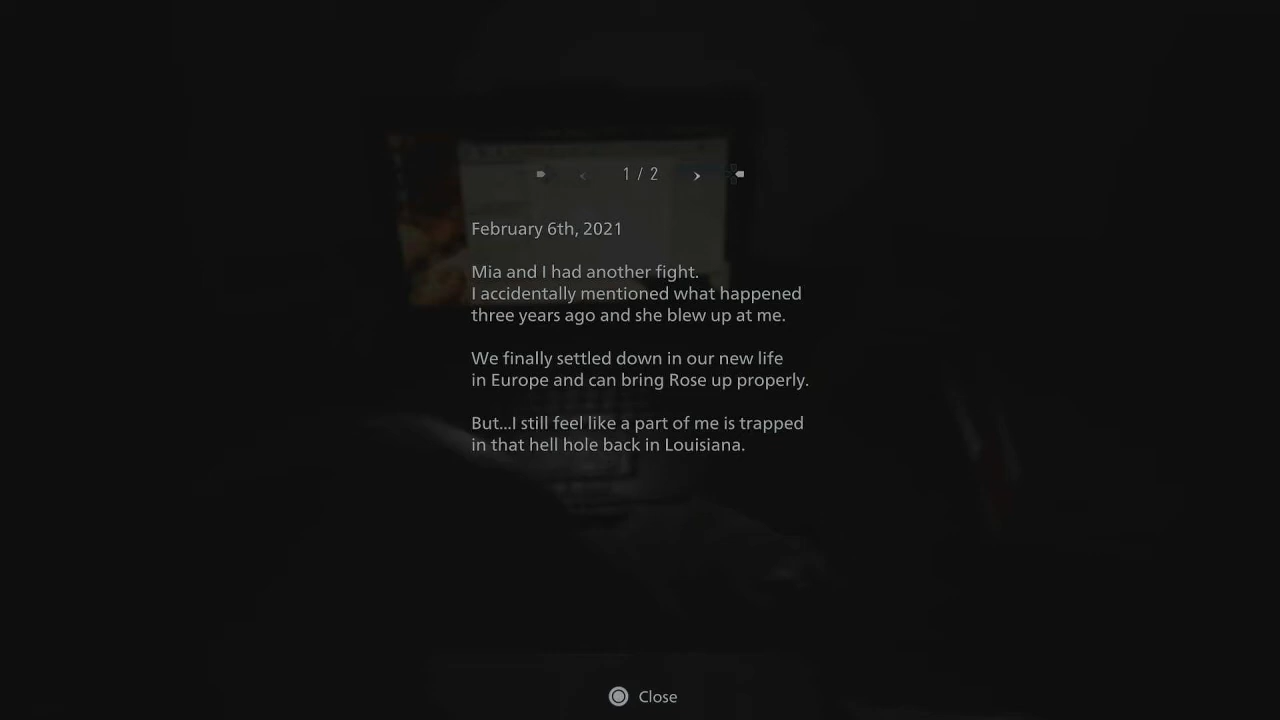 1 / 2
February 6th, 2021
Mia and I had another fight.
I accidentally mentioned what happened
three years ago and she blew up at me.
We finally settled down in our new life
in Europe and can bring Rose up properly.
But...I still feel like a part of me is trapped
in that hell hole back in Louisiana.
Close